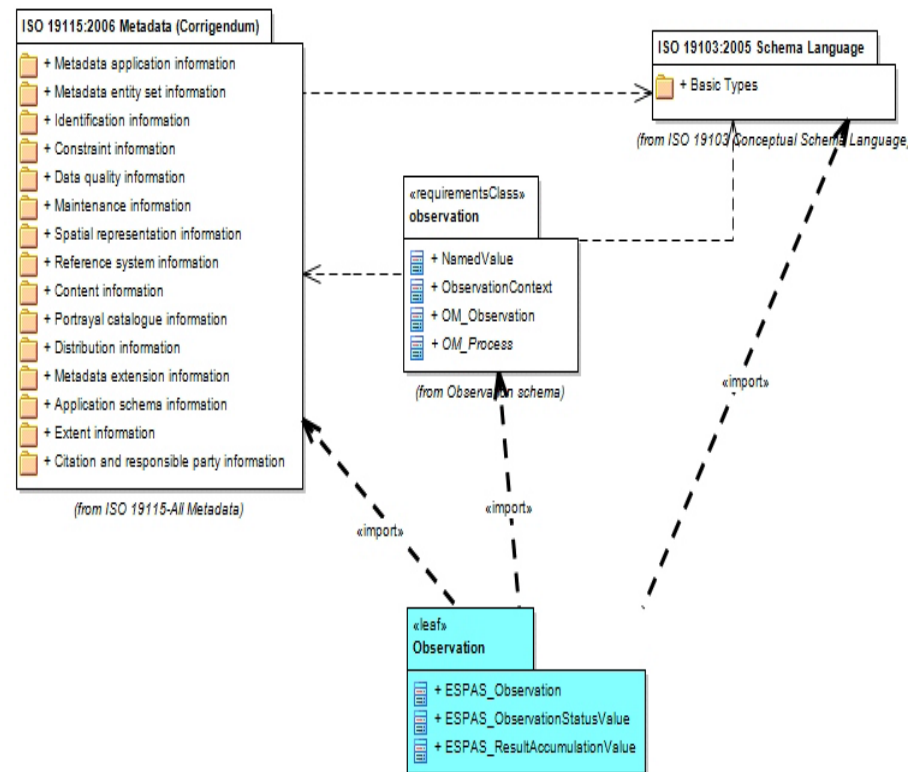 ISO 19115:2006 Metadata (Corrigendum)
+ Metadata application information
+ Metadata entity set information
+ Identification information
+ Constraint information
+ Data quality information
+ Maintenance information
+ Spatial representation information
+ Reference system information
+ Content information
+ Portrayal catalogue information
+ Distribution information
+ Metadata extension information
+ Application schema information
+ Extent information
+ Citation and responsible party information
(from ISO 19115-All Metadata)
ISO 19103:2005 Schema Language
+ Basic Types
(from ISO 19103 Conceptual Schema Language)
«requirementsClass»
observation
+ NamedValue
+ ObservationContext
+ OM_Observation
+ OM_Process
(from Observation schema)
«import»
«import»
«import»
«leaf»
Observation
+ ESPAS_Observation
+ ESPAS_ObservationStatusValue
+ ESPAS_ResultAccumulationValue